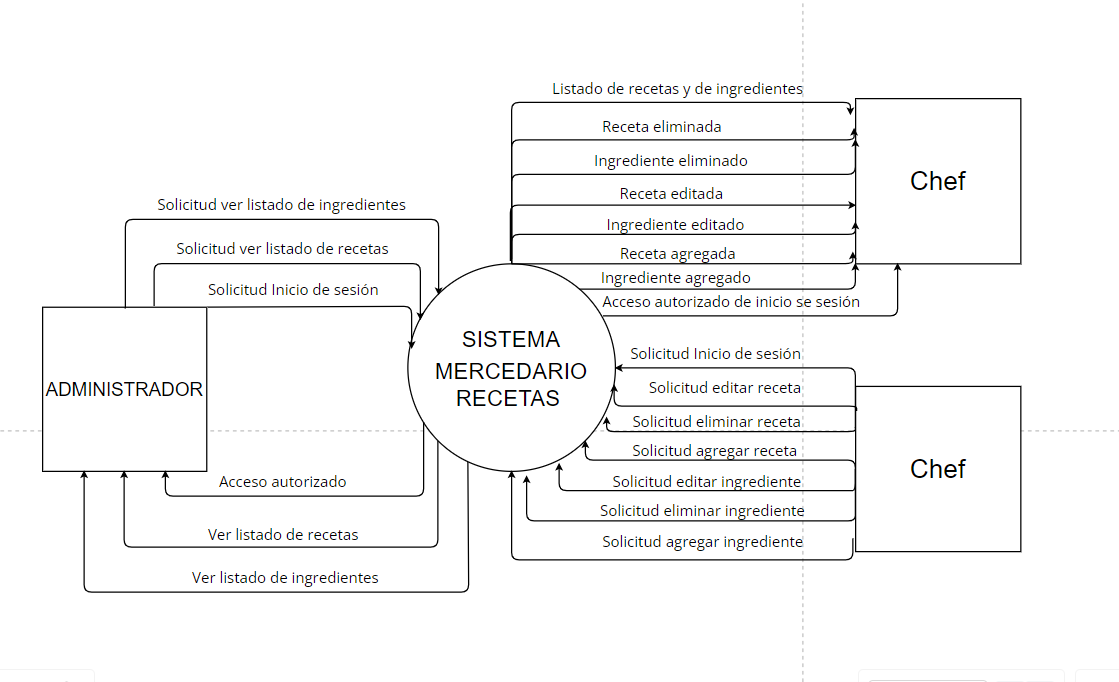 Listado de recetas y de ingredientes
Receta eliminada
Ingrediente eliminado
Receta editada
Ingrediente editado
Receta agregada
Ingrediente agregado
Acceso autorizado de inicio se sesión
Chef
Solicitud ver listado de ingredientes
Solicitud ver listado de recetas
Solicitud Inicio de sesión
ADMINISTRADOR
SISTEMA
MERCEDARIO
RECETAS
Solicitud Inicio de sesión
Solicitud editar receta
Solicitud eliminar receta
Solicitud agregar receta
Solicitud editar ingrediente
Solicitud eliminar ingrediente
Solicitud agregar ingrediente
Chef
Acceso autorizado
Ver listado de recetas
Ver listado de ingredientes